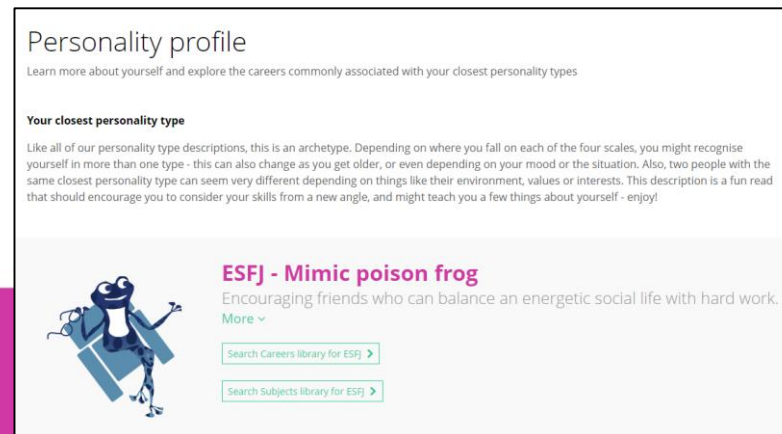 Personality profile
Learn more about yourself and explore the careers commonly associated with your closest personality types
Your closest personality type
Like all of our personality type descriptions, this is an archetype. Depending on where you fall on each of the four scales, you might recognise
yourself in more than one type - this can also change as you get older, or even depending on your mood or the situation. Also, two people with the
same closest personality type can seem very different depending on things like their environment, values or interests. This description is a fun read
that should encourage you to consider your skills from a new angle, and might teach you a few things about yourself - enjoy!
ESFJ - Mimic poison frog
Encouraging friends who can balance an energetic social life with hard work.
More
Search Careers library for ESFJ
Search Subjects library for ESFJ